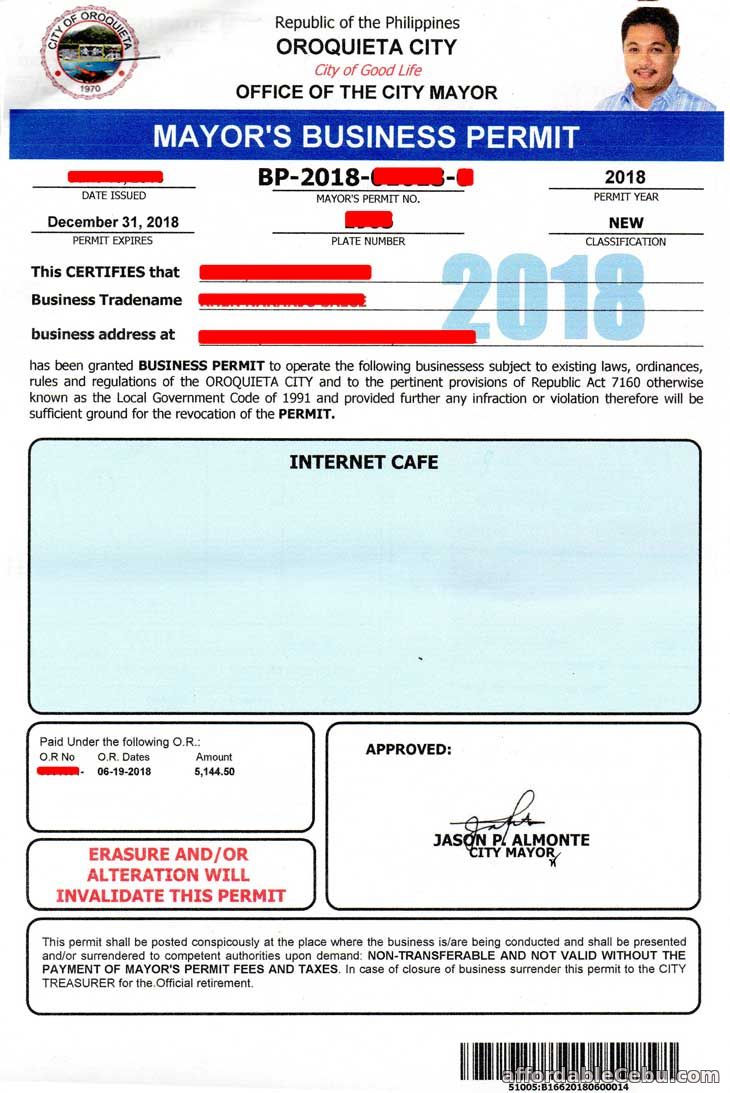 CITY OF OROQUIETA
1970
Republic of the Philippines
OROQUIETA CITY
City of Good Life
OFFICE OF THE CITY MAYOR
MAYOR'S BUSINESS PERMIT
DATE ISSUED
BP-2018-
MAYOR'S PERMIT NO.
2018
PERMIT YEAR
December 31, 2018
PERMIT EXPIRES
PLATE NUMBER
NEW
CLASSIFICATION
2018
This CERTIFIES that
Business Tradename
business address at
has been granted BUSINESS PERMIT to operate the following businessess subject to existing laws, ordinances,
rules and regulations of the OROQUIETA CITY and to the pertinent provisions of Republic Act 7160 otherwise
known as the Local Government Code of 1991 and provided further any infraction or violation therefore will be
sufficient ground for the revocation of the PERMIT.
INTERNET CAFE
Paid Under the following O.R.:
O.R No O.R. Dates Amount
06-19-2018 5,144.50
ERASURE AND/OR
ALTERATION WILL
INVALIDATE THIS PERMIT
APPROVED:
JASON P. ALMONTE
CITY MAYOR
This permit shall be posted conspicously at the place where the business is/are being conducted and shall be presented
and/or surrendered to competent authorities upon demand: NON-TRANSFERABLE AND NOT VALID WITHOUT THE
PAYMENT OF MAYOR'S PERMIT FEES AND TAXES. In case of closure of business surrender this permit to the CITY
TREASURER for the Official retirement.
affordableCebu.com
51005:B16620180600014